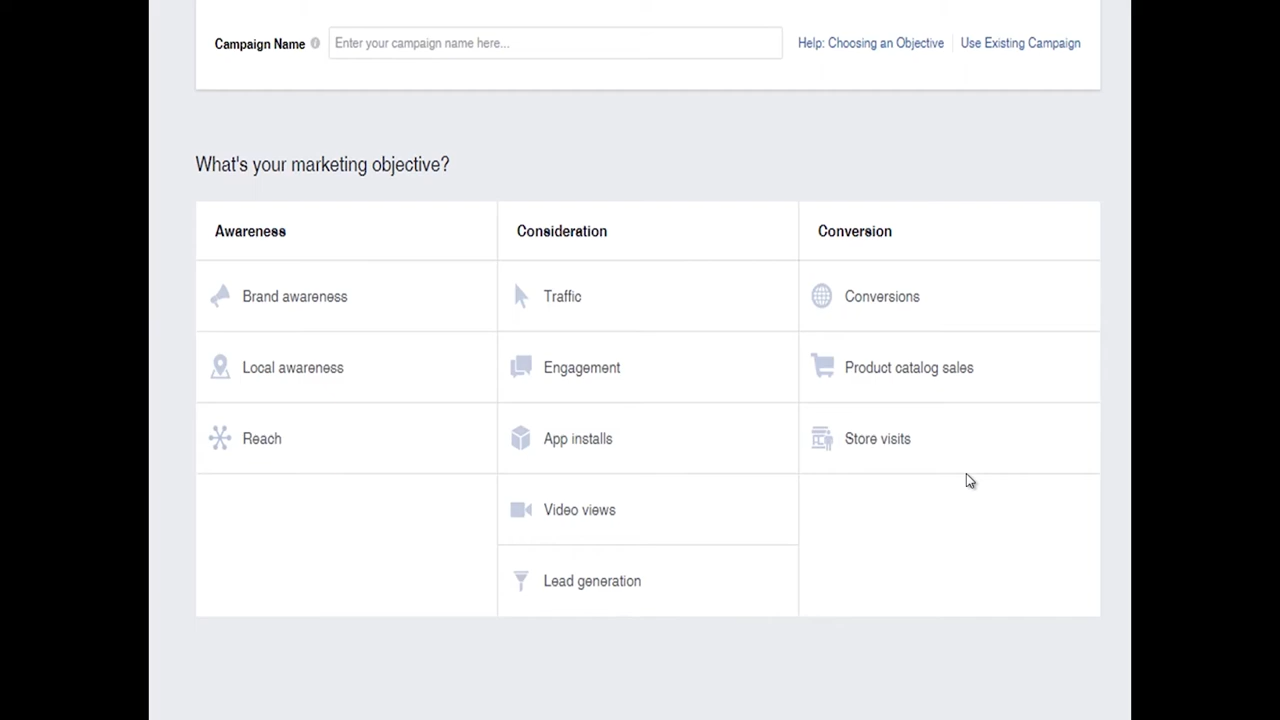 Campaign Name Enter your campaign name here... Help: Choosing an Objective Use Existing Campaign
What's your marketing objective?
Awareness Consideration Conversion
Brand awareness Traffic Conversions
Local awareness Engagement Product catalog sales
Reach App installs Store visits
Video views
Lead generation